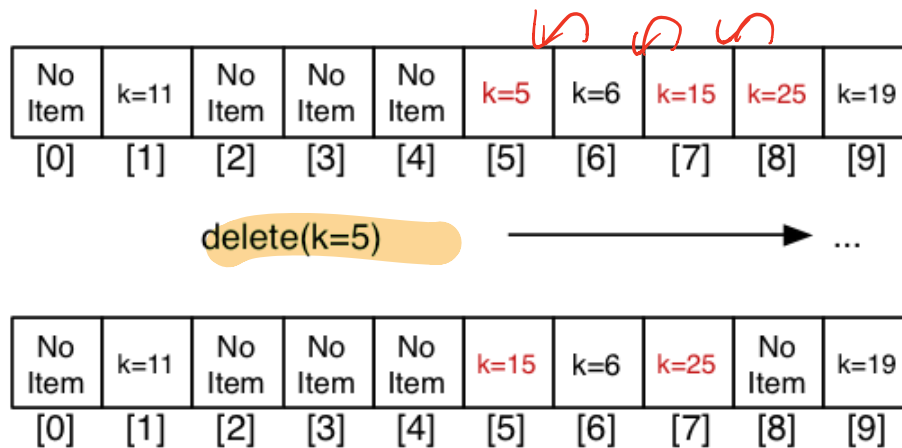 No Item k=11 No Item No Item No Item k=5 k=6 k=15 k=25 k=19
[0] [1] [2] [3] [4] [5] [6] [7] [8] [9]
delete(k=5) ...
No Item k=11 No Item No Item No Item k=15 k=6 k=25 No Item k=19
[0] [1] [2] [3] [4] [5] [6] [7] [8] [9]